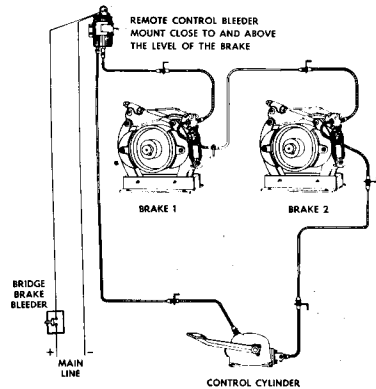 REMOTE CONTROL BLEEDER
MOUNT CLOSE TO AND ABOVE
THE LEVEL OF THE BRAKE
BRAKE 1
BRAKE 2
BRIDGE
BRAKE
BLEEDER
+
-
MAIN
LINE
CONTROL CYLINDER